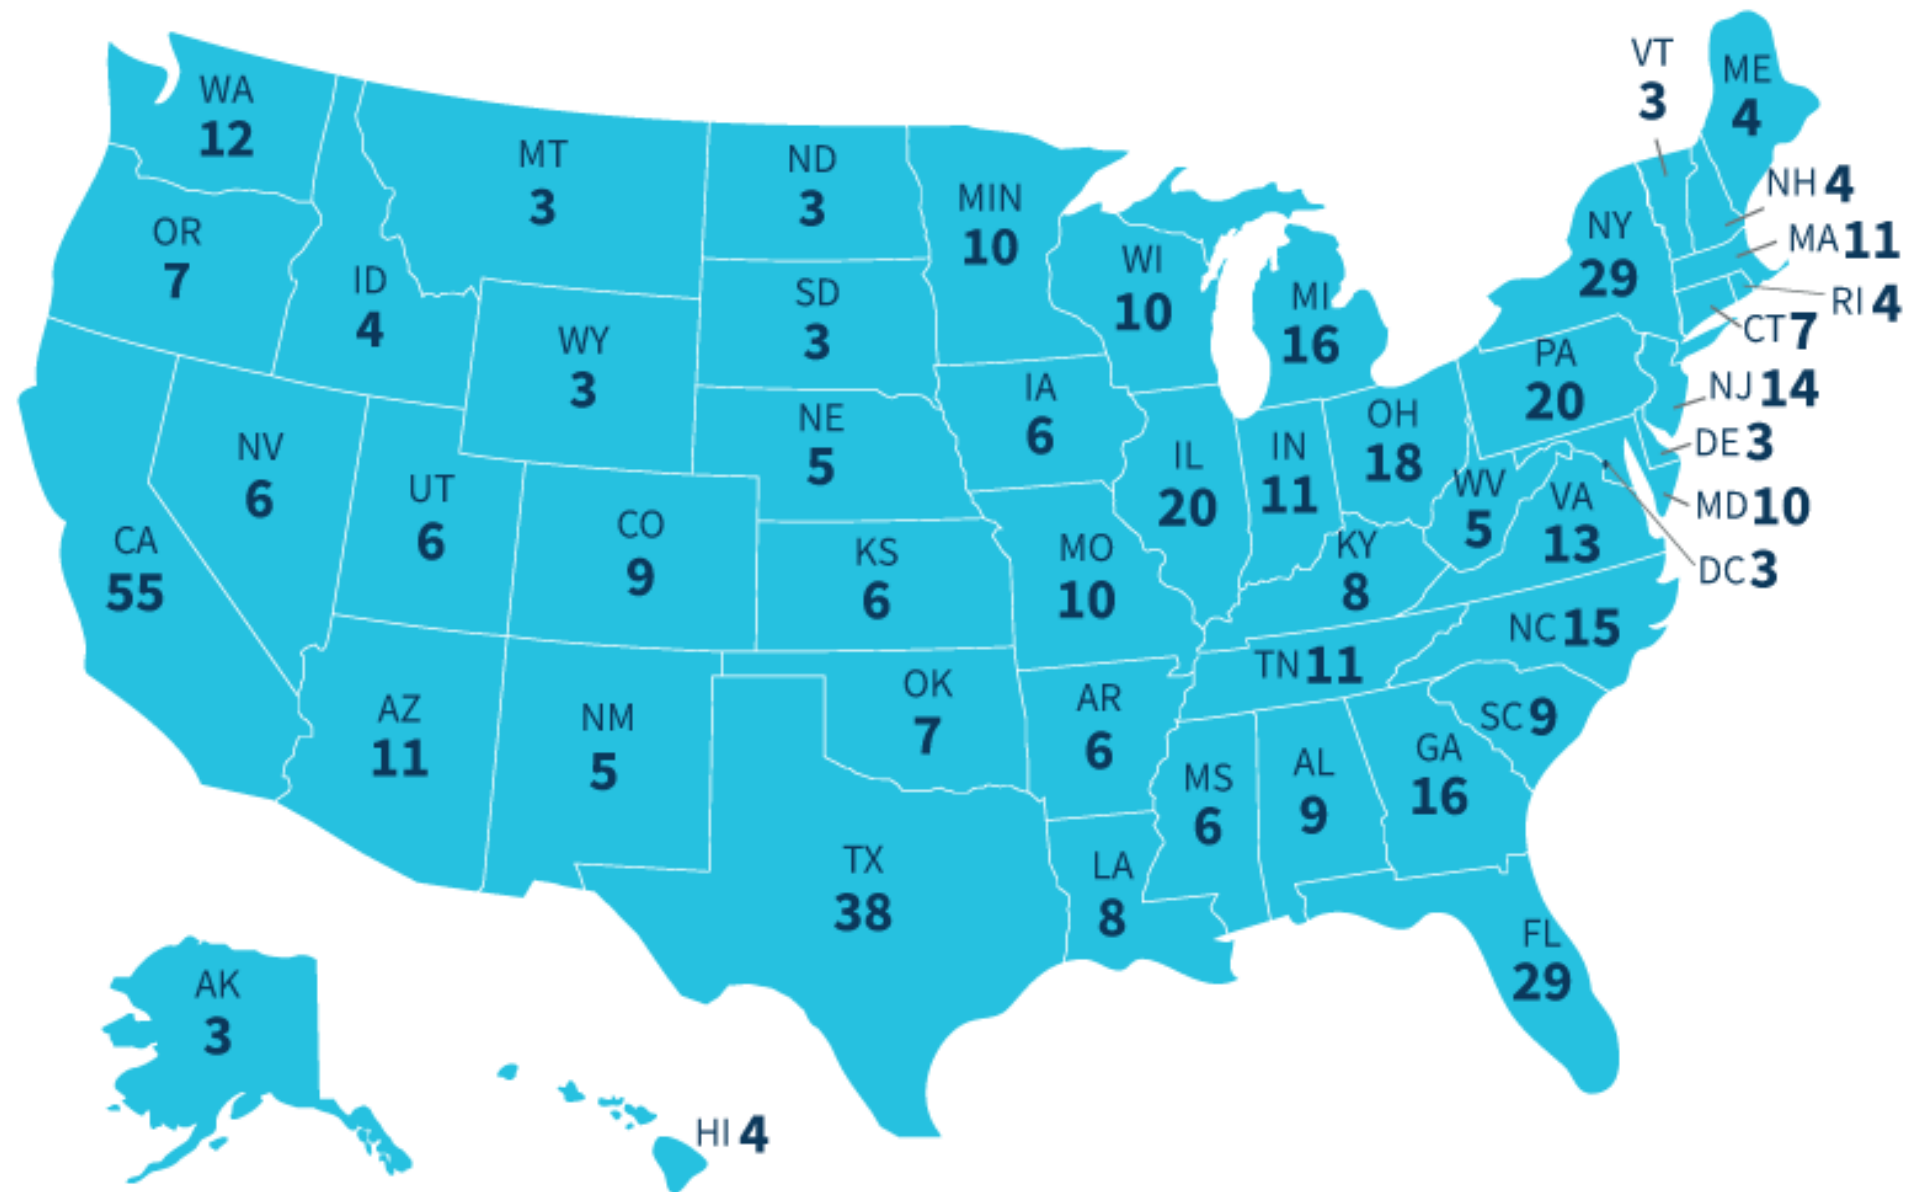 WA
12
OR
7
CA
55
NV
6
ID
4
MT
3
WY
3
UT
6
AZ
11
CO
9
NM
5
ND
3
SD
3
NE
5
KS
6
OK
7
TX
38
MIN
10
IA
6
MO
10
AR
6
LA
8
WI
10
IL
20
MI
16
IN
11
OH
18
KY
8
TN 11
MS
6
AL
9
GA
16
FL
29
SC 9
NC 15
VA
13
WV
5
PA
20
NY
29
VT
3
ME
4
NH 4
MA 11
RI 4
CT 7
NJ 14
DE 3
MD 10
DC 3
AK
3
HI 4